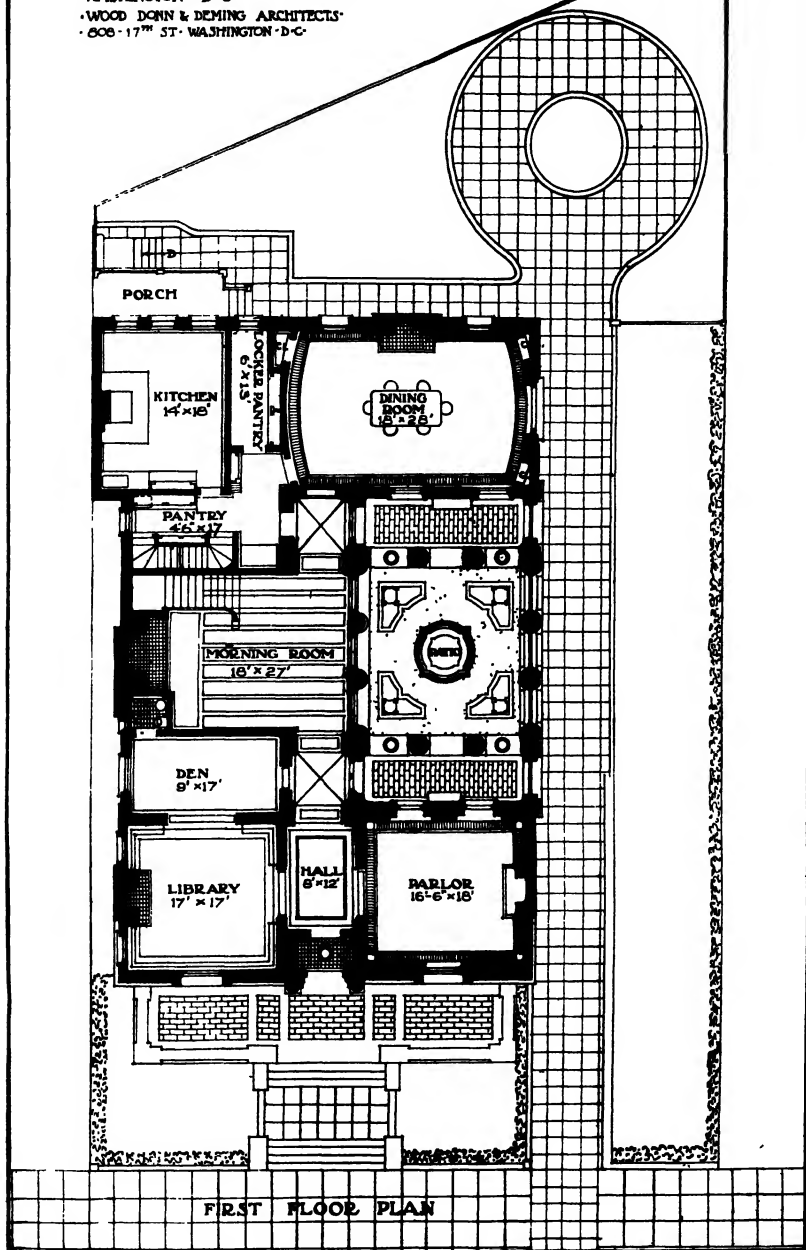 WASHINGTON D C
·WOOD DONN & DEMING ARCHITECTS·
·808-17TH ST· WASHINGTON·D·C·
D
PORCH
KITCHEN
14'×18'
LOCKER PANTRY
6'×13'
DINING
ROOM
18'×28'
PANTRY
4'6"×17
MORNING ROOM
18'×27'
PATIO
DEN
9'×17'
LIBRARY
17'×17'
HALL
8'×12'
PARLOR
16'-6"×18'
FIRST FLOOR PLAN